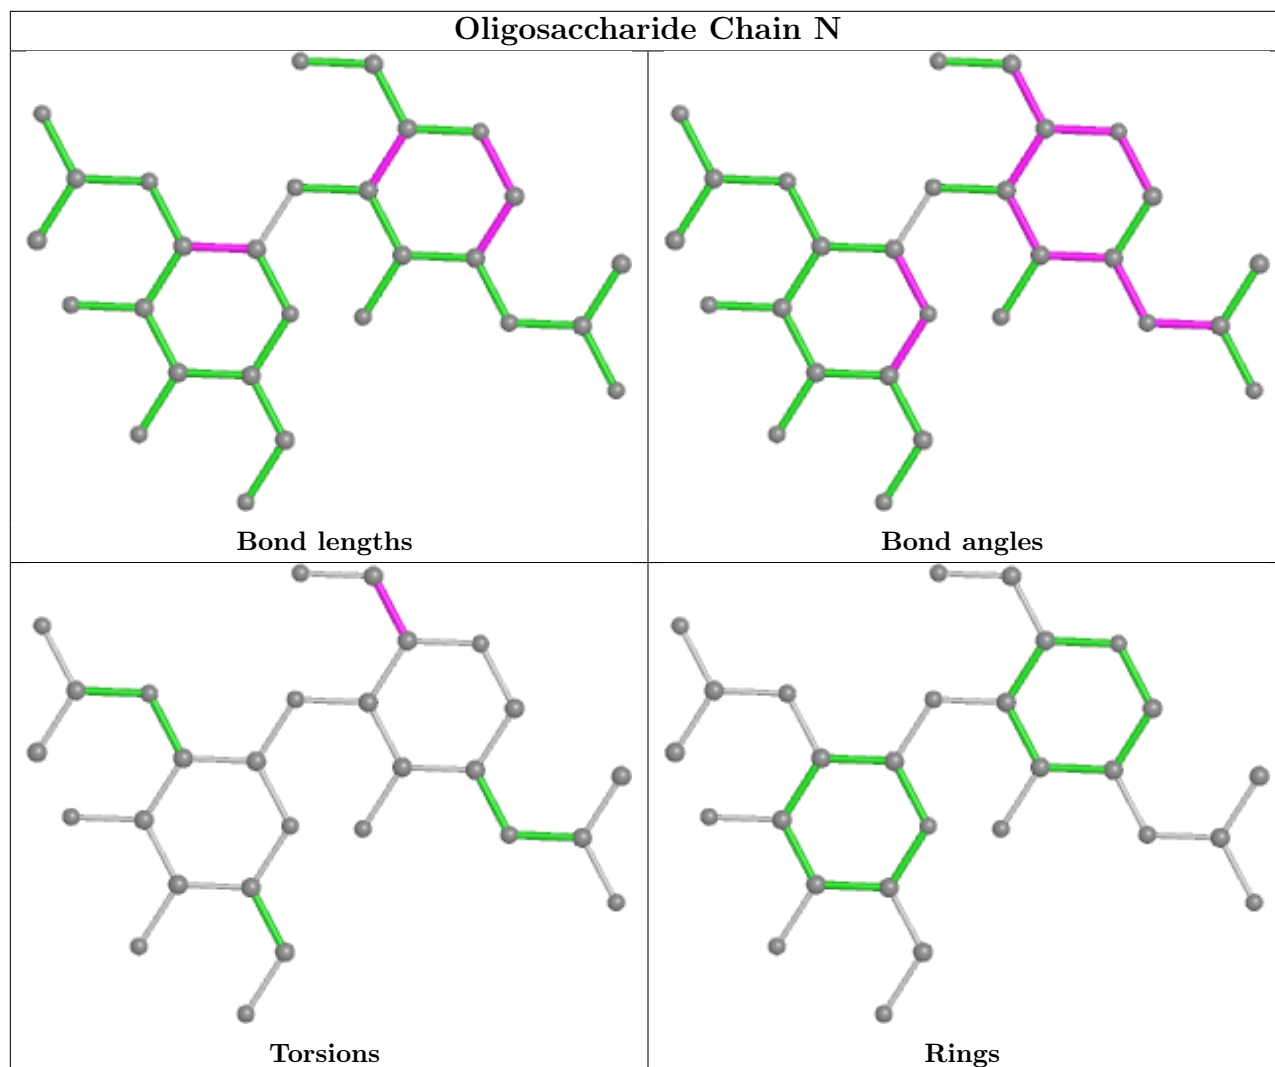 Oligosaccharide Chain N
Bond lengths
Bond angles
Torsions
Rings